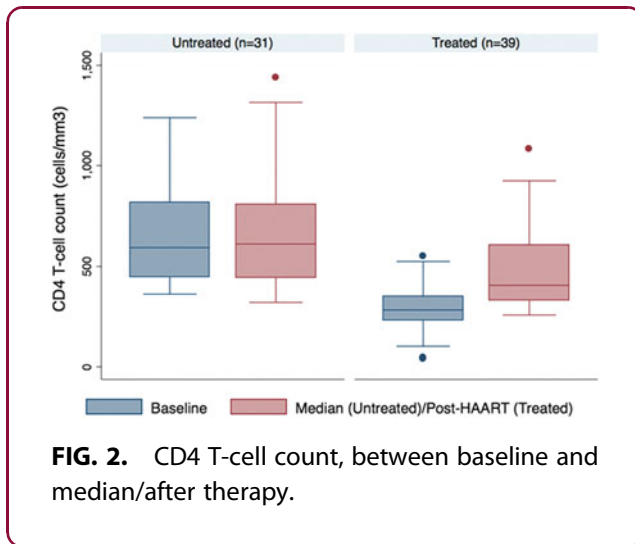 Untreated (n=31)
Treated (n=39)
CD4 T-cell count (cells/mm3)
1,500
1,000
500
0
Baseline
Median (Untreated)/Post-HAART (Treated)
FIG. 2. CD4 T-cell count, between baseline and
median/after therapy.